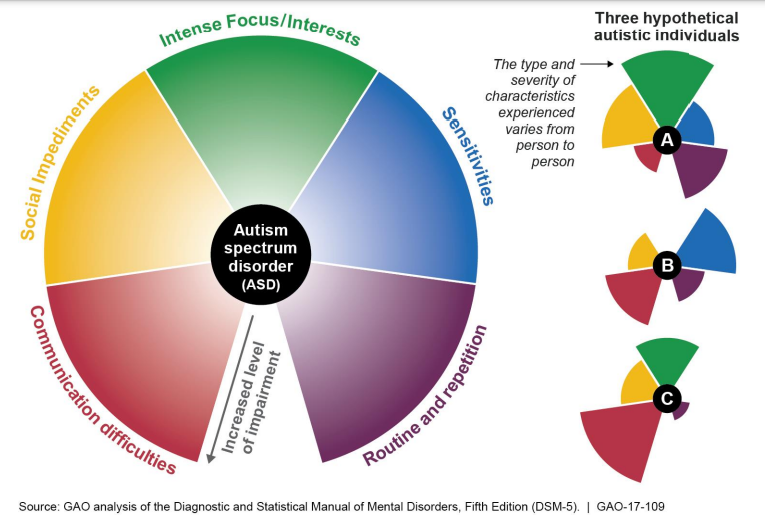 Intense Focus/Interests
Social Impediments
Sensitivities
Autism
spectrum
disorder
(ASD)
Communication difficulties
Increased level
of impairment
Routine and repetition
Three hypothetical
autistic individuals
The type and
severity of
characteristics
experienced
varies from
person to
person
A
B
C
Source: GAO analysis of the Diagnostic and Statistical Manual of Mental Disorders, Fifth Edition (DSM-5). | GAO-17-109